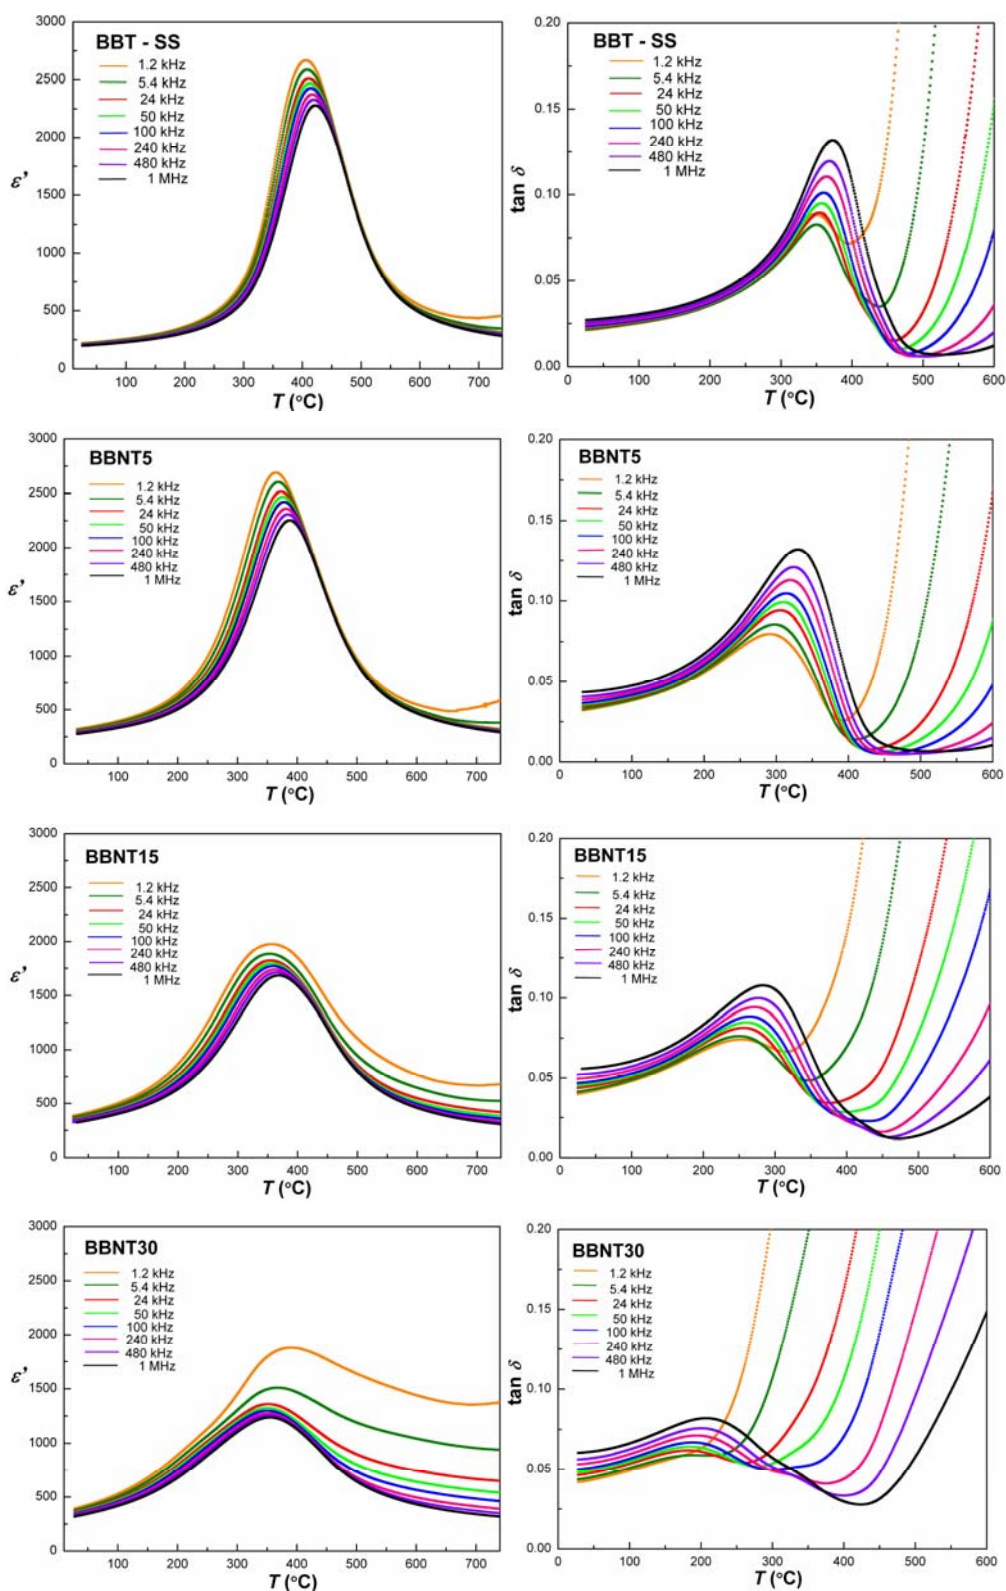 BBT - SS
1.2 kHz
5.4 kHz
24 kHz
50 kHz
100 kHz
240 kHz
480 kHz
1 MHz
ε'
3000
2500
2000
1500
1000
500
0
100 200 300 400 500 600 700
T (°C)
BBT - SS
1.2 kHz
5.4 kHz
24 kHz
50 kHz
100 kHz
240 kHz
480 kHz
1 MHz
tan δ
0.20
0.15
0.10
0.05
0.00
0 100 200 300 400 500 600
T (°C)
BBNT5
1.2 kHz
5.4 kHz
24 kHz
50 kHz
100 kHz
240 kHz
480 kHz
1 MHz
ε'
3000
2500
2000
1500
1000
500
0
100 200 300 400 500 600 700
T (°C)
BBNT5
1.2 kHz
5.4 kHz
24 kHz
50 kHz
100 kHz
240 kHz
480 kHz
1 MHz
tan δ
0.20
0.15
0.10
0.05
0.00
0 100 200 300 400 500 600
T (°C)
BBNT15
1.2 kHz
5.4 kHz
24 kHz
50 kHz
100 kHz
240 kHz
480 kHz
1 MHz
ε'
3000
2500
2000
1500
1000
500
0
100 200 300 400 500 600 700
T (°C)
BBNT15
1.2 kHz
5.4 kHz
24 kHz
50 kHz
100 kHz
240 kHz
480 kHz
1 MHz
tan δ
0.20
0.15
0.10
0.05
0.00
0 100 200 300 400 500 600
T (°C)
BBNT30
1.2 kHz
5.4 kHz
24 kHz
50 kHz
100 kHz
240 kHz
480 kHz
1 MHz
ε'
3000
2500
2000
1500
1000
500
0
100 200 300 400 500 600 700
T (°C)
BBNT30
1.2 kHz
5.4 kHz
24 kHz
50 kHz
100 kHz
240 kHz
480 kHz
1 MHz
tan δ
0.20
0.15
0.10
0.05
0.00
0 100 200 300 400 500 600
T (°C)